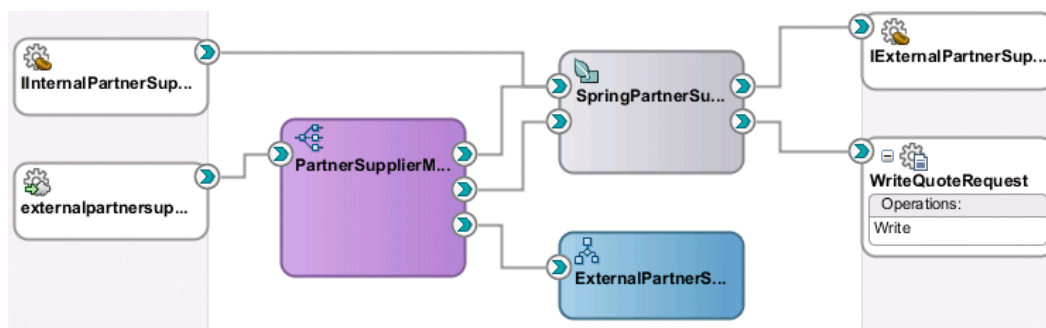 IInternalPartnerSup...
externalpartnersup...
PartnerSupplierM...
SpringPartnerSu...
ExternalPartnerS...
IExternalPartnerSup...
WriteQuoteRequest
Operations:
Write